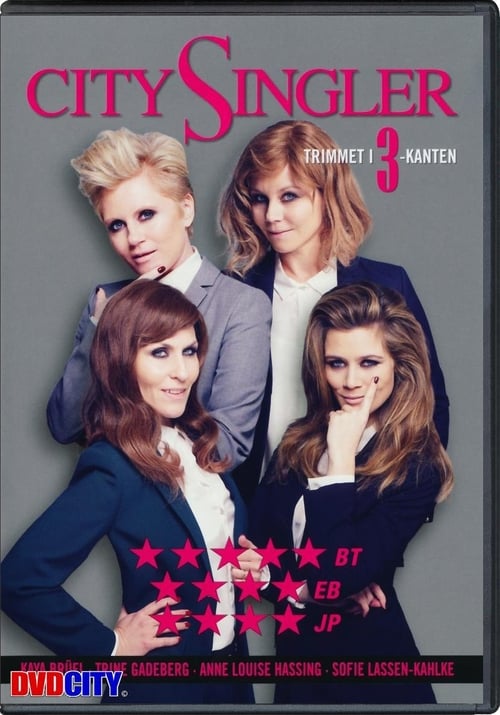 CITY SINGLER
TRIMMET I 3-KANTEN
★★★★★ BT
★★★★ EB
★★★★ JP
KAYA BRÜEL · TRINE GADEBERG · ANNE LOUISE HASSING · SOFIE LASSEN-KAHLKE
DVDCITY©